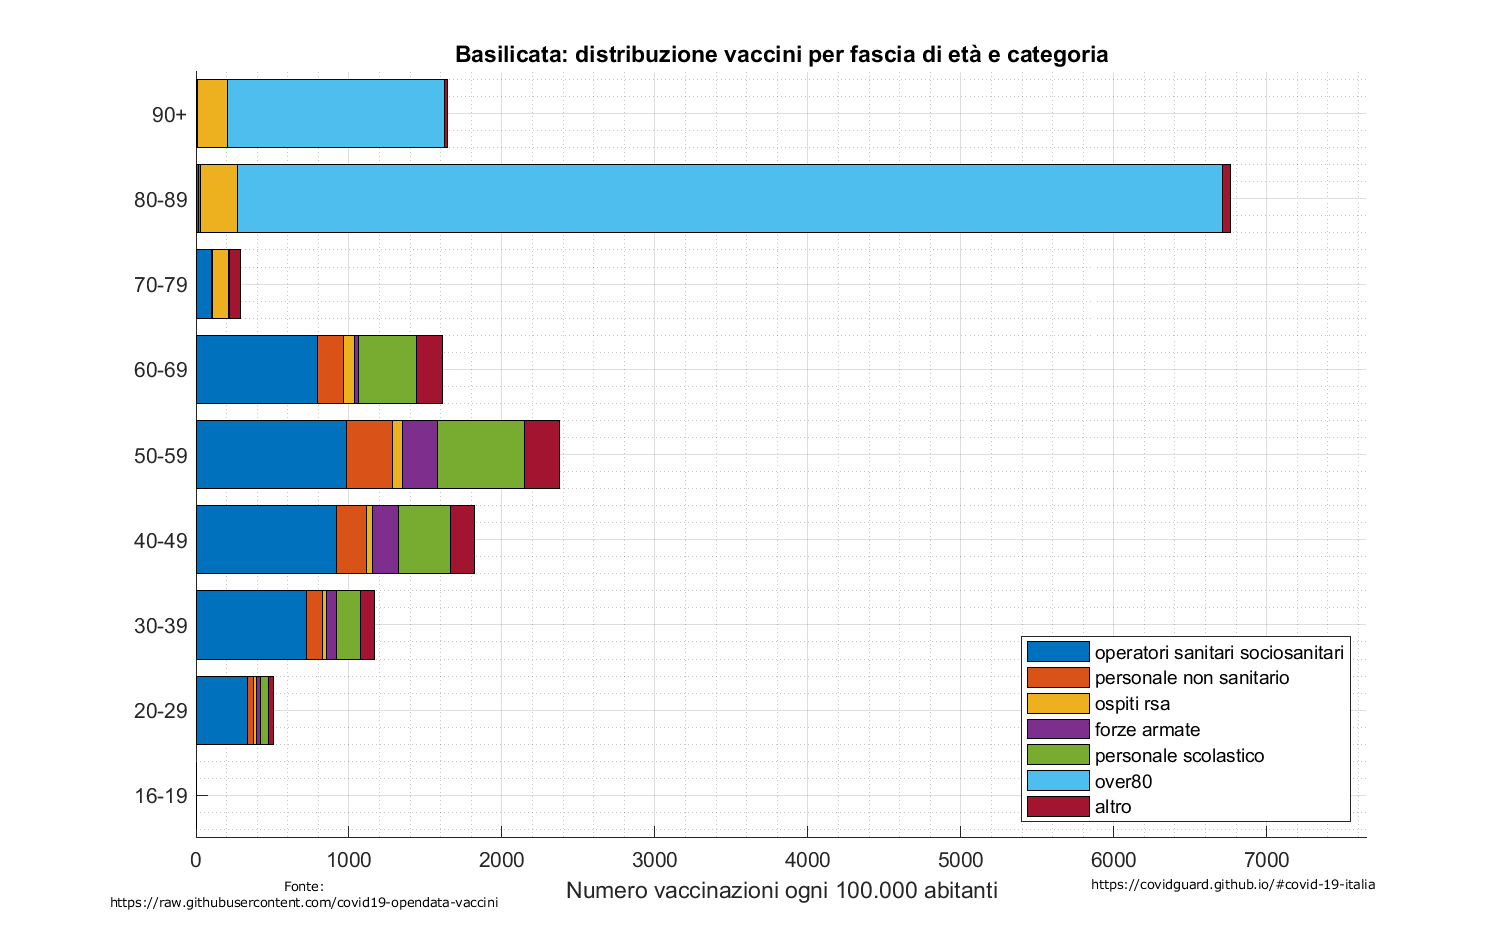 Basilicata: distribuzione vaccini per fascia di età e categoria
90+
80-89
70-79
60-69
50-59
40-49
30-39
20-29
16-19
operatori sanitari sociosanitari
personale non sanitario
ospiti rsa
forze armate
personale scolastico
over80
altro
0 1000 2000 3000 4000 5000 6000 7000
Numero vaccinazioni ogni 100.000 abitanti
Fonte:
https://raw.githubusercontent.com/covid19-opendata-vaccini
https://covidguard.github.io/#covid-19-italia